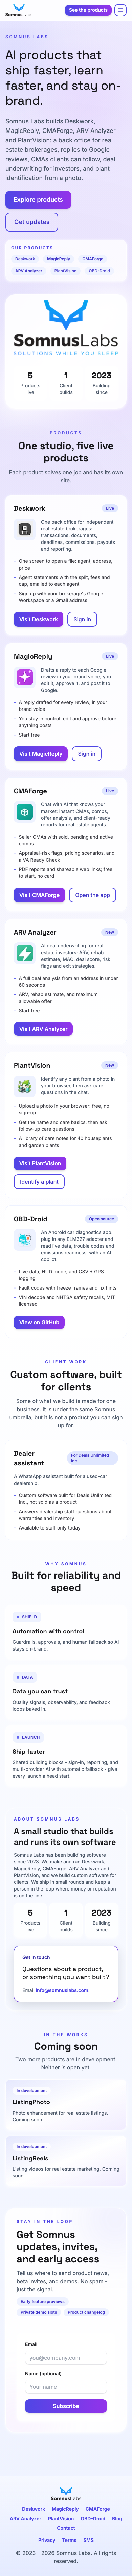 SomnusLabs
See the products
SOMNUS LABS
AI products that
ship faster, learn
faster, and stay on-
brand.
Somnus Labs builds Deskwork,
MagicReply, CMAForge, ARV Analyzer
and PlantVision: a back office for real
estate brokerages, replies to Google
reviews, CMAs clients can follow, deal
underwriting for investors, and plant
identification from a photo.
Explore products
Get updates
OUR PRODUCTS
Deskwork MagicReply CMAForge
ARV Analyzer PlantVision OBD-Droid
SomnusLabs
SOLUTIONS WHILE YOU SLEEP
5 1 2023
Products live
Client builds
Building since
PRODUCTS
One studio, five live
products
Each product solves one job and has its own
site.
Deskwork Live
One back office for independent
real estate brokerages:
transactions, documents,
deadlines, commissions, payouts
and reporting.
One screen to open a file: agent, address,
price
Agent statements with the split, fees and
cap, emailed to each agent
Sign up with your brokerage's Google
Workspace or a Gmail address
Visit Deskwork Sign in
MagicReply Live
Drafts a reply to each Google
review in your brand voice; you
edit it, approve it, and post it to
Google.
A reply drafted for every review, in your
brand voice
You stay in control: edit and approve before
anything posts
Start free
Visit MagicReply Sign in
CMAForge Live
Chat with AI that knows your
market: instant CMAs, comps,
offer analysis, and client-ready
reports for real estate agents.
Seller CMAs with sold, pending and active
comps
Appraisal-risk flags, pricing scenarios, and
a VA Ready Check
PDF reports and shareable web links; free
to start, no card
Visit CMAForge Open the app
ARV Analyzer New
AI deal underwriting for real
estate investors: ARV, rehab
estimate, MAO, deal score, risk
flags and exit strategies.
A full deal analysis from an address in under
60 seconds
ARV, rehab estimate, and maximum
allowable offer
Start free
Visit ARV Analyzer
PlantVision New
Identify any plant from a photo in
your browser, then ask care
questions in the chat.
Upload a photo in your browser: free, no
sign-up
Get the name and care basics, then ask
follow-up care questions
A library of care notes for 40 houseplants
and garden plants
Visit PlantVision
Identify a plant
OBD-Droid Open source
An Android car diagnostics app:
plug in any ELM327 adapter and
read live data, trouble codes and
emissions readiness, with an AI
copilot.
Live data, HUD mode, and CSV + GPS
logging
Fault codes with freeze frames and fix hints
VIN decode and NHTSA safety recalls, MIT
licensed
View on GitHub
CLIENT WORK
Custom software, built
for clients
Some of what we build is made for one
business. It is under the same Somnus
umbrella, but it is not a product you can sign
up for.
Dealer
assistant
For Deals Unlimited
Inc.
A WhatsApp assistant built for a used-car
dealership.
Custom software built for Deals Unlimited
Inc., not sold as a product
Answers dealership staff questions about
warranties and inventory
Available to staff only today
WHY SOMNUS
Built for reliability and
speed
SHIELD
Automation with control
Guardrails, approvals, and human fallback so AI
stays on-brand.
DATA
Data you can trust
Quality signals, observability, and feedback
loops baked in.
LAUNCH
Ship faster
Shared building blocks - sign-in, reporting, and
multi-provider AI with automatic fallback - give
every launch a head start.
ABOUT SOMNUS LABS
A small studio that builds
and runs its own software
Somnus Labs has been building software
since 2023. We make and run Deskwork,
MagicReply, CMAForge, ARV Analyzer and
PlantVision, and we build custom software for
clients. We ship in small rounds and keep a
person in the loop where money or reputation
is on the line.
5 1 2023
Products live
Client builds
Building since
Get in touch
Questions about a product,
or something you want built?
Email info@somnuslabs.com.
IN THE WORKS
Coming soon
Two more products are in development.
Neither is open yet.
In development
ListingPhoto
Photo enhancement for real estate listings.
Coming soon.
In development
ListingReels
Listing videos for real estate marketing. Coming
soon.
STAY IN THE LOOP
Get Somnus
updates, invites,
and early access
Tell us where to send product news,
beta invites, and demos. No spam -
just the signal.
Early feature previews
Private demo slots Product changelog
Email
you@company.com
Name (optional)
Your name
Subscribe
SomnusLabs
Deskwork MagicReply CMAForge
ARV Analyzer PlantVision OBD-Droid Blog
Contact
Privacy Terms SMS
© 2023 - 2026 Somnus Labs. All rights
reserved.